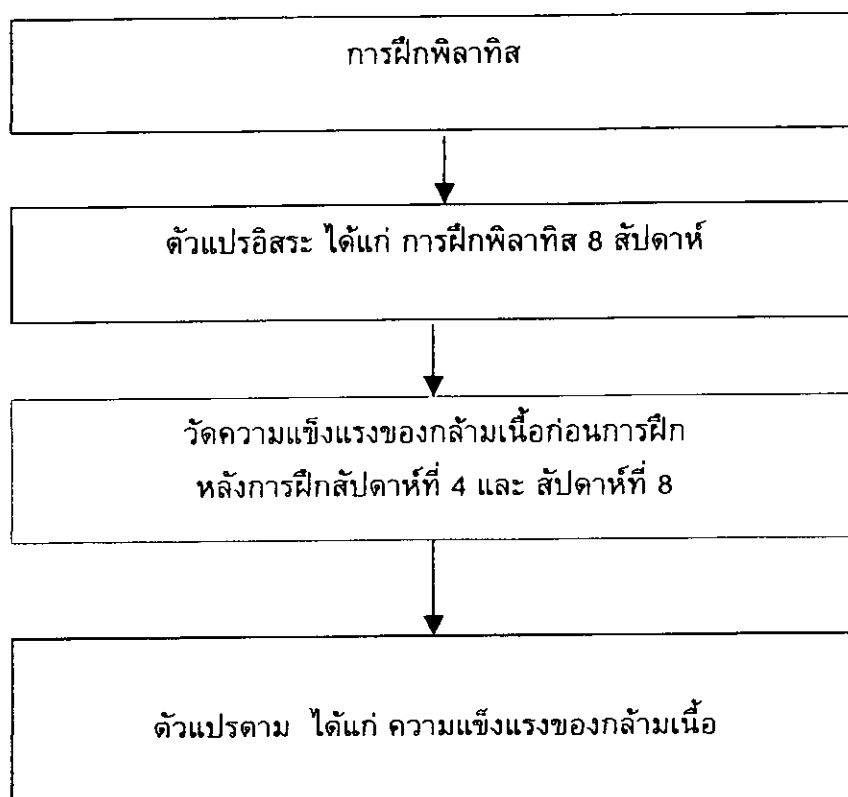 การฝึกพิลาทิส
ตัวแปรอิสระ ได้แก่ การฝึกพิลาทิส 8 สัปดาห์
วัดความแข็งแรงของกล้ามเนื้อก่อนการฝึก
หลังการฝึกสัปดาห์ที่ 4 และ สัปดาห์ที่ 8
ตัวแปรตาม ได้แก่ ความแข็งแรงของกล้ามเนื้อ